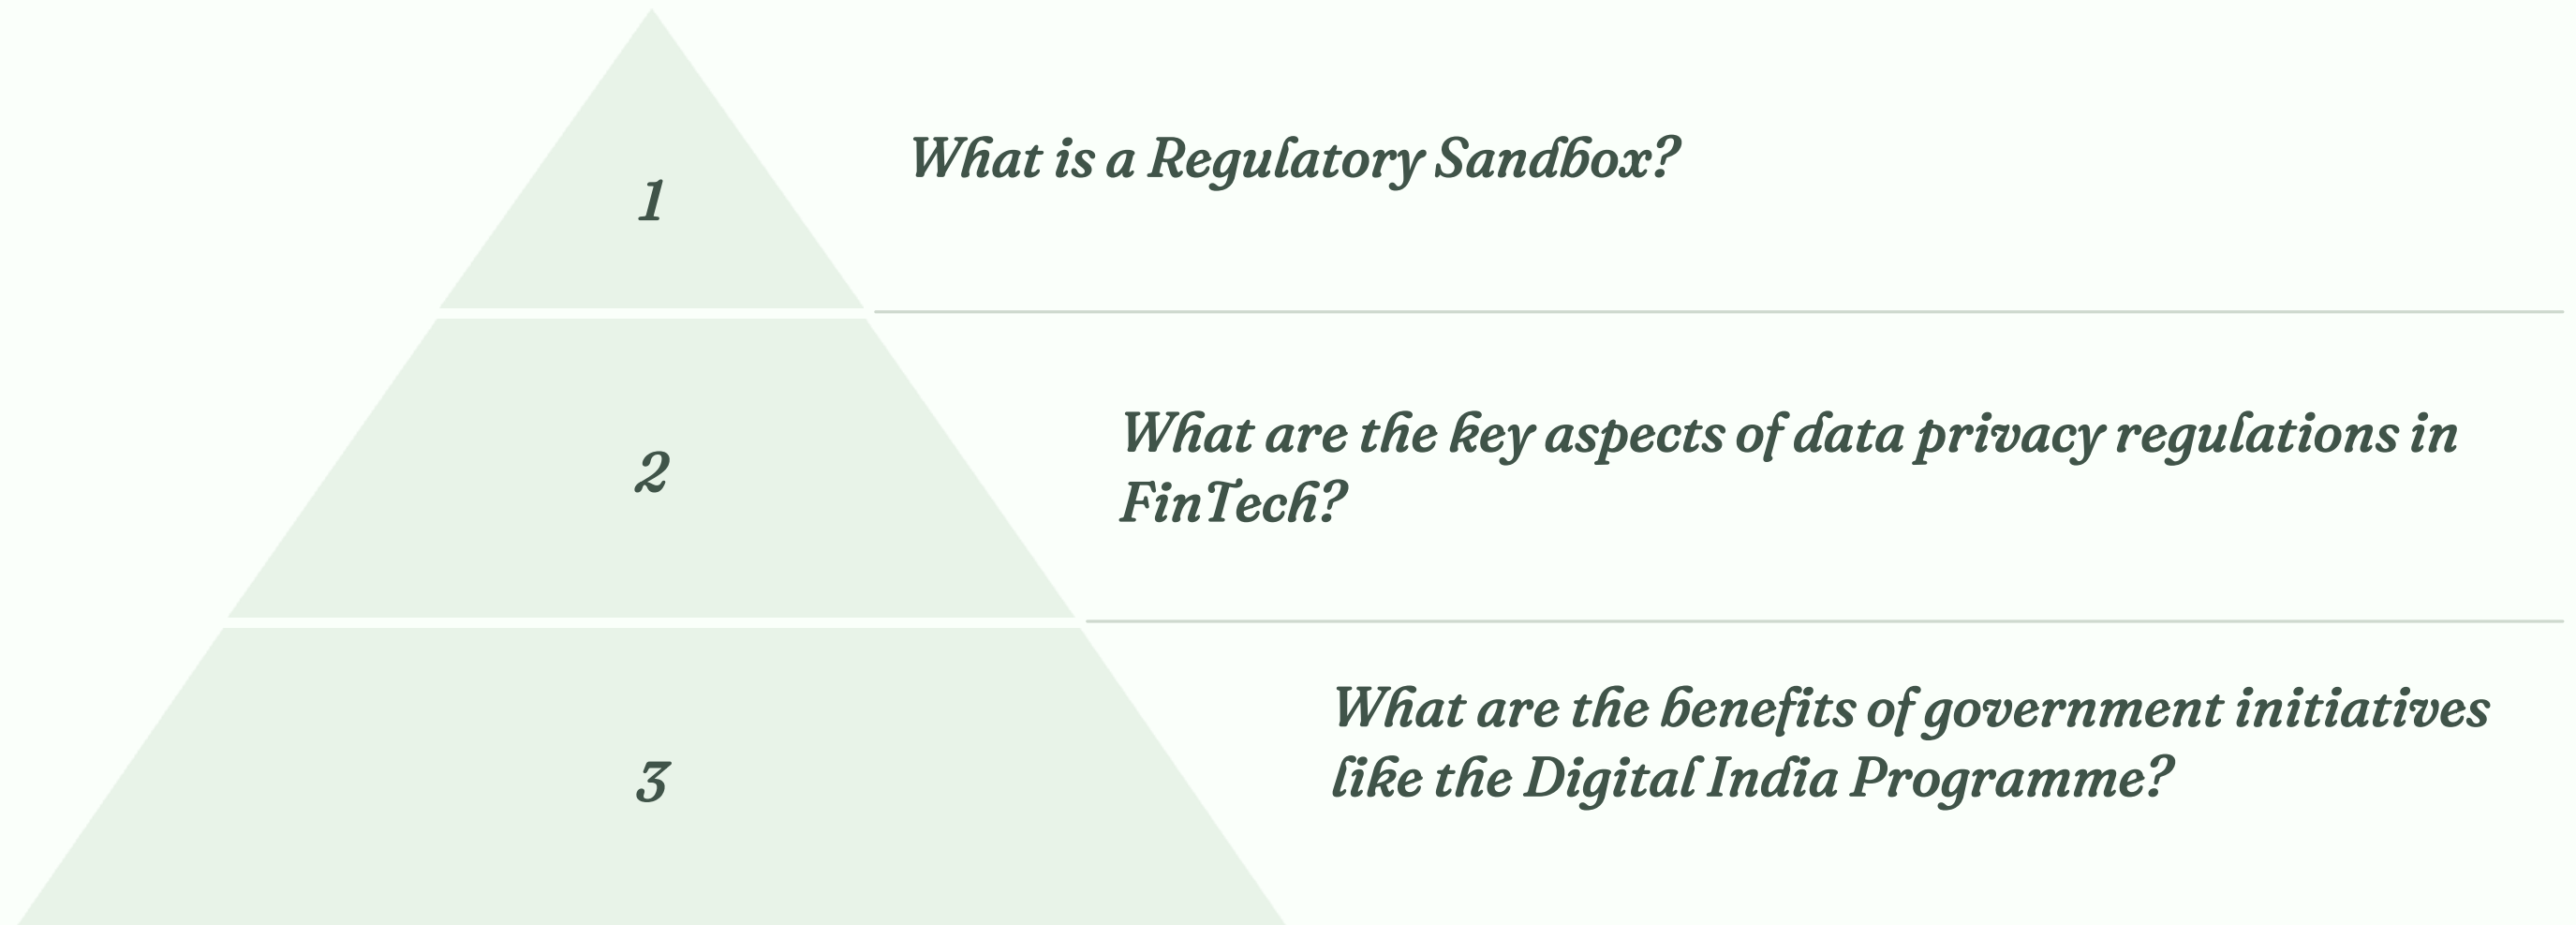 1
What is a Regulatory Sandbox?
2
What are the key aspects of data privacy regulations in
FinTech?
3
What are the benefits of government initiatives
like the Digital India Programme?